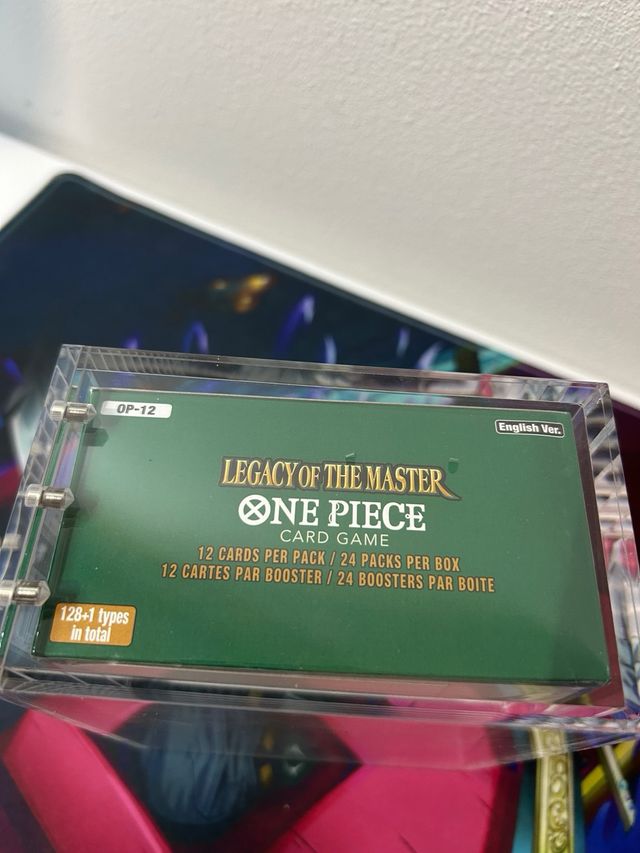 OP-12
English Ver.
LEGACY OF THE MASTER
ONE PIECE
CARD GAME
12 CARDS PER PACK / 24 PACKS PER BOX
12 CARTES PAR BOOSTER / 24 BOOSTERS PAR BOITE
128+1 types
in total